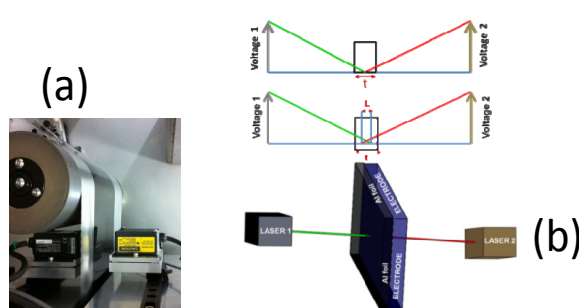 (a)
Voltage 1
Voltage 2
t
Voltage 1
L
Voltage 2
t
Al foil
ELECTRODE
LASER 1
LASER 2
Al foil
ELECTRODE
(b)